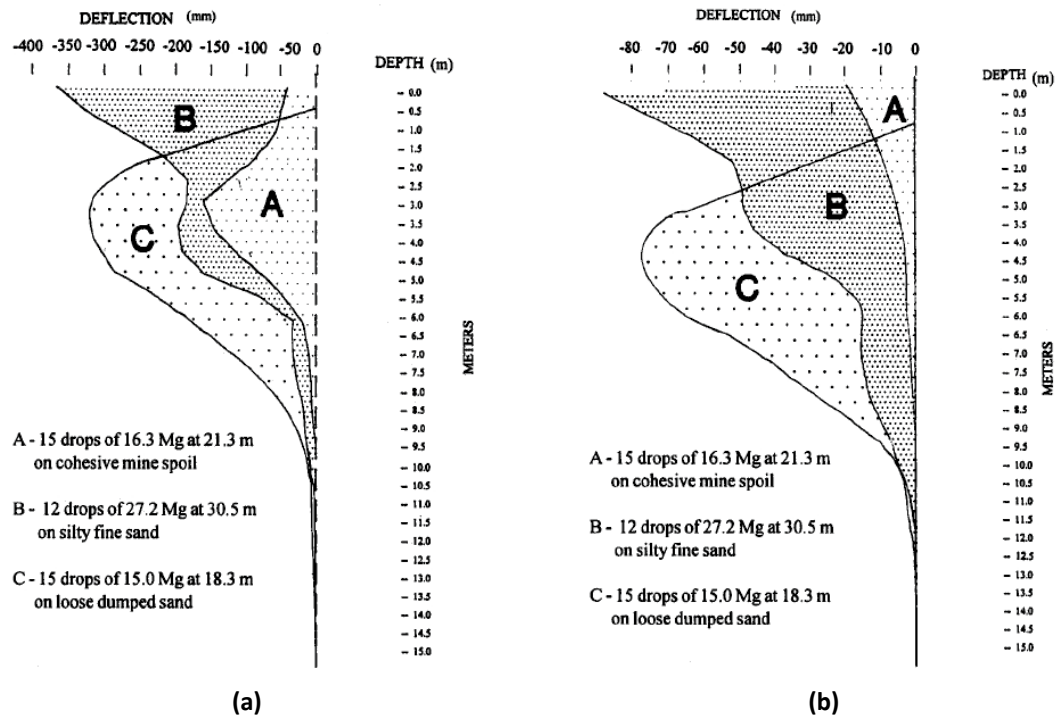 DEFLECTION (mm)
-400 -350 -300 -250 -200 -150 -100 -50 0
DEPTH (m)
- 0.0
- 0.5
- 1.0
- 1.5
- 2.0
- 2.5
- 3.0
- 3.5
- 4.0
- 4.5
- 5.0
- 5.5
- 6.0
- 6.5
- 7.0
- 7.5
- 8.0
- 8.5
- 9.0
- 9.5
- 10.0
- 10.5
- 11.0
- 11.5
- 12.0
- 12.5
- 13.0
- 13.5
- 14.0
- 14.5
- 15.0
METERS
B
A
C
A - 15 drops of 16.3 Mg at 21.3 m
on cohesive mine spoil
B - 12 drops of 27.2 Mg at 30.5 m
on silty fine sand
C - 15 drops of 15.0 Mg at 18.3 m
on loose dumped sand
(a)
DEFLECTION (mm)
-80 -60 -50 -40 -20 -10 0
DEPTH (m)
- 0.0
- 0.5
- 1.0
- 1.5
- 2.0
- 2.5
- 3.0
- 3.5
- 4.0
- 4.5
- 5.0
- 5.5
- 6.0
- 6.5
- 7.0
- 7.5
- 8.0
- 8.5
- 9.0
- 9.5
- 10.0
- 10.5
- 11.0
- 11.5
- 12.0
- 12.5
- 13.0
- 13.5
- 14.0
- 14.5
- 15.0
METERS
A
B
C
A - 15 drops of 16.3 Mg at 21.3 m
on cohesive mine spoil
B - 12 drops of 27.2 Mg at 30.5 m
on silty fine sand
C - 15 drops of 15.0 Mg at 18.3 m
on loose dumped sand
(b)